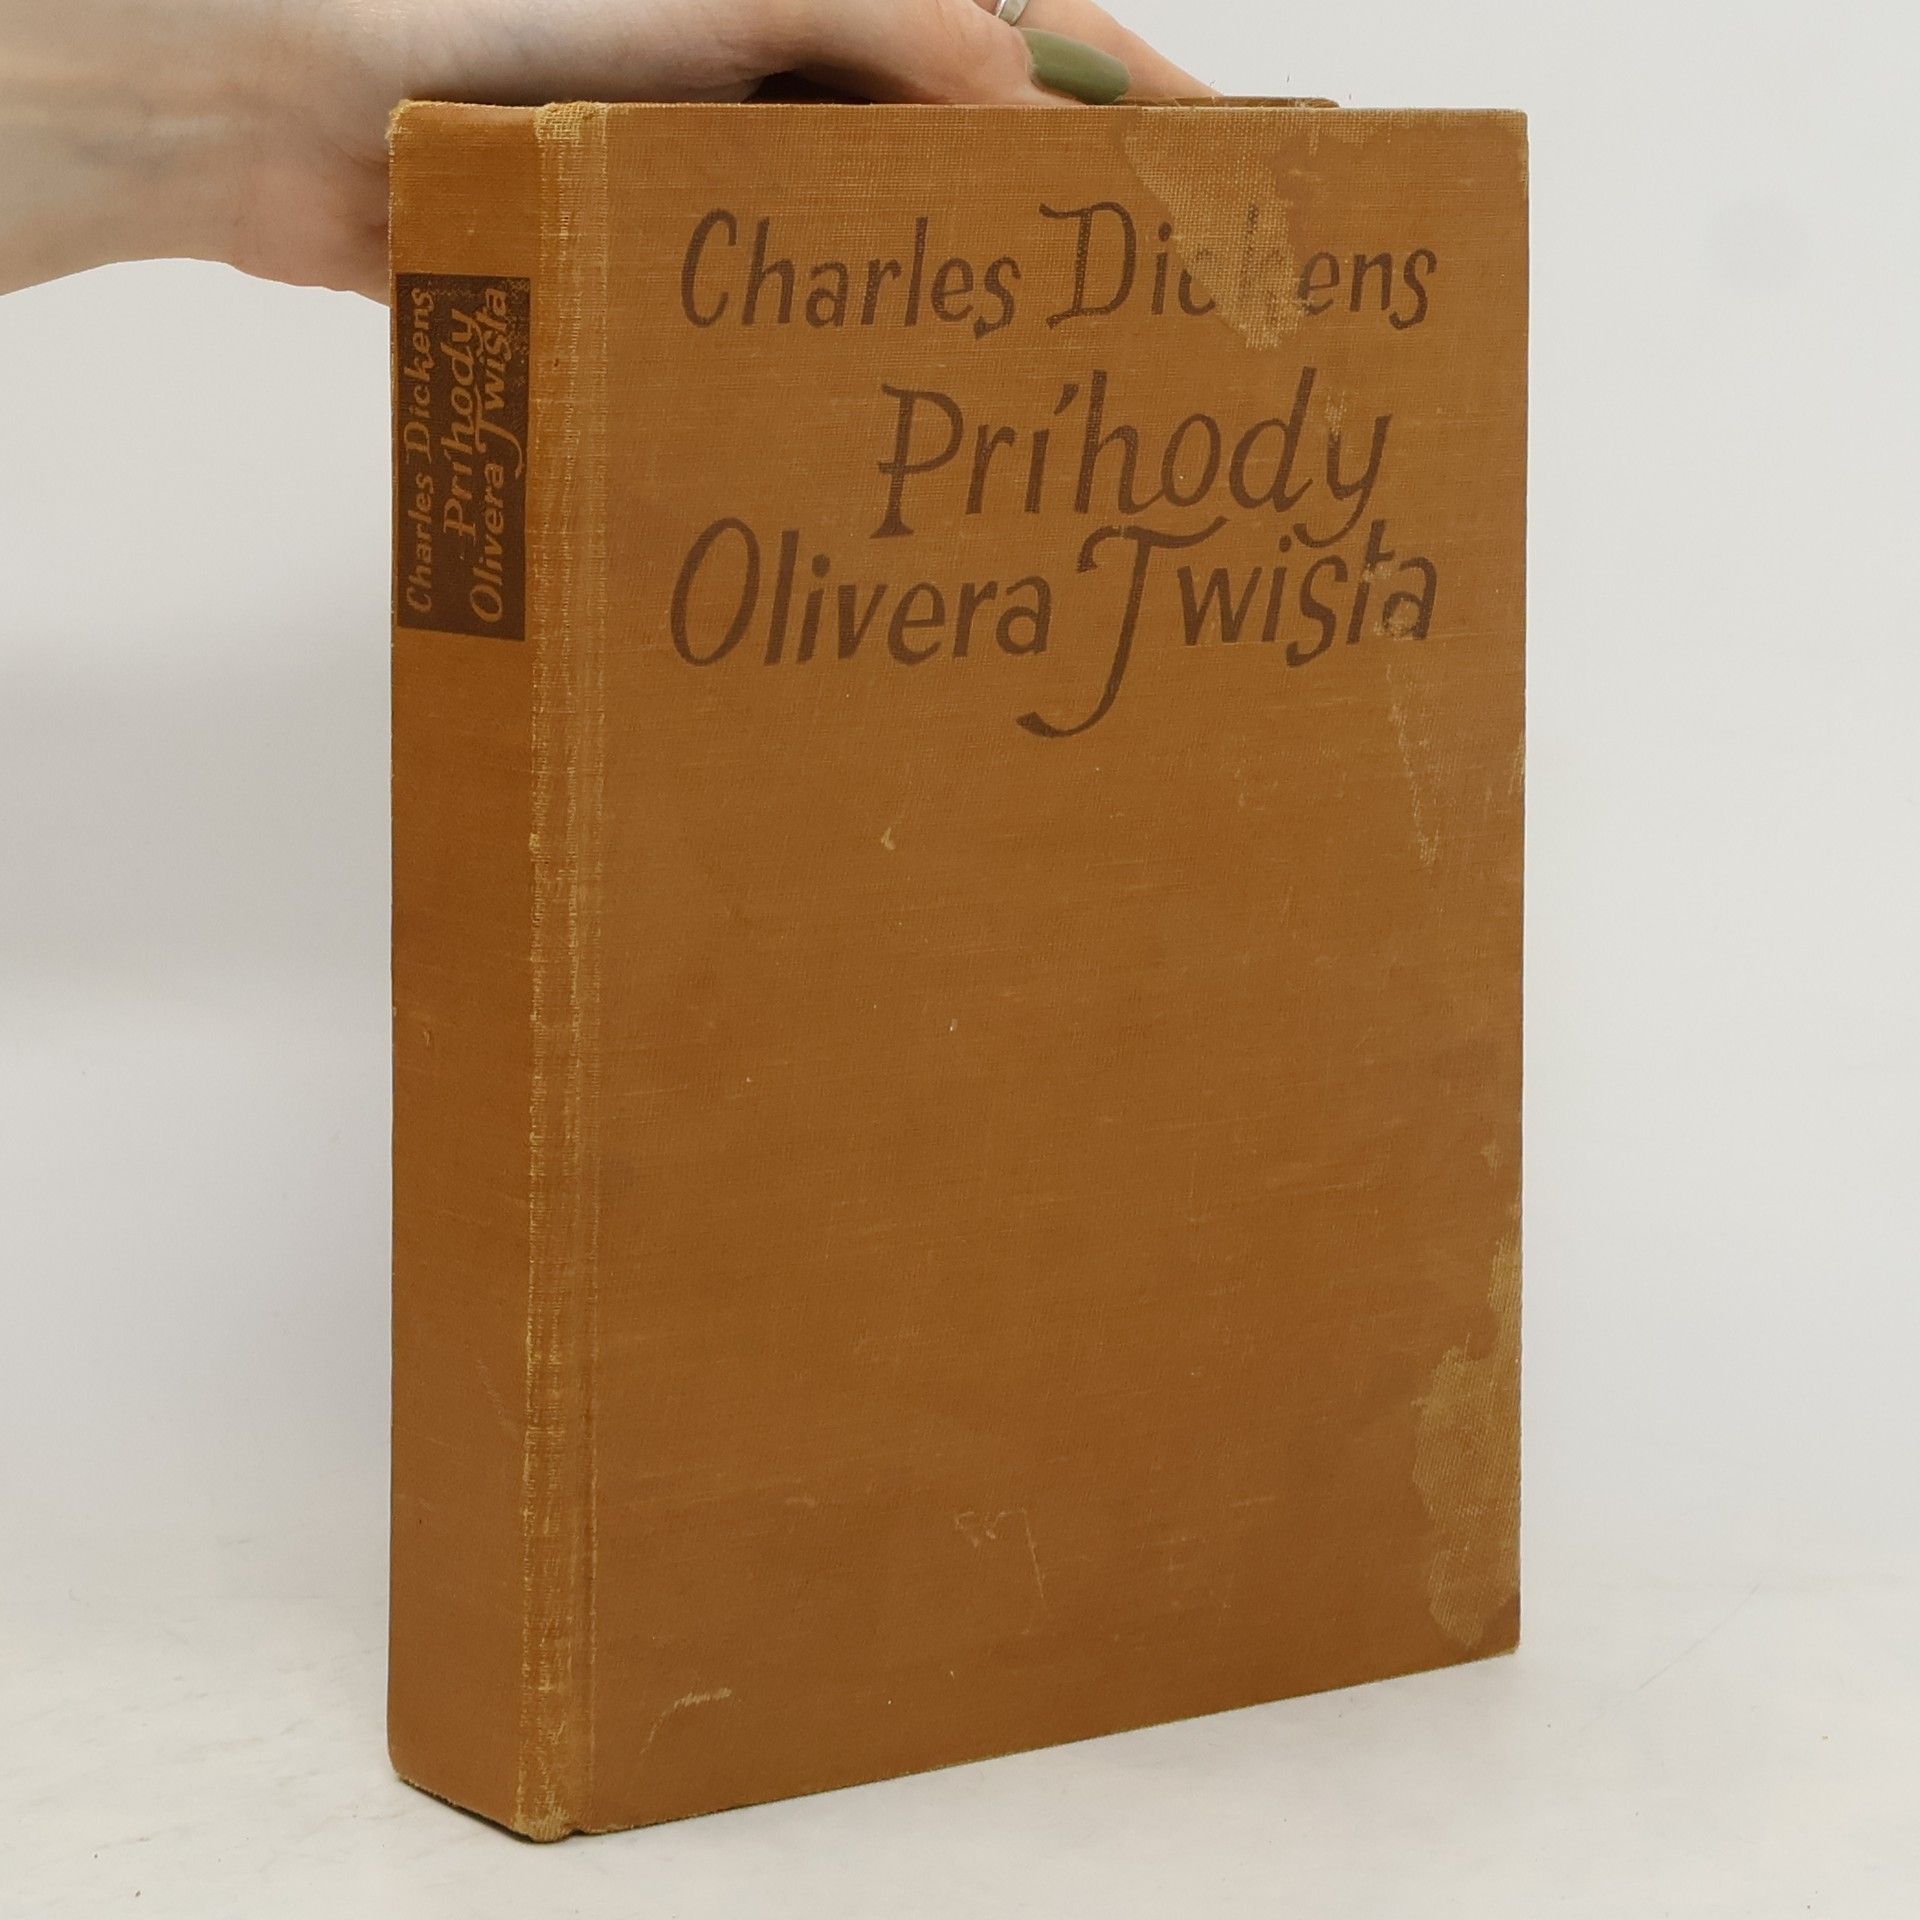 Charles Dickens
Príhody
Olivera Twista
Charles Dickens
Príhody
Olivera Twista